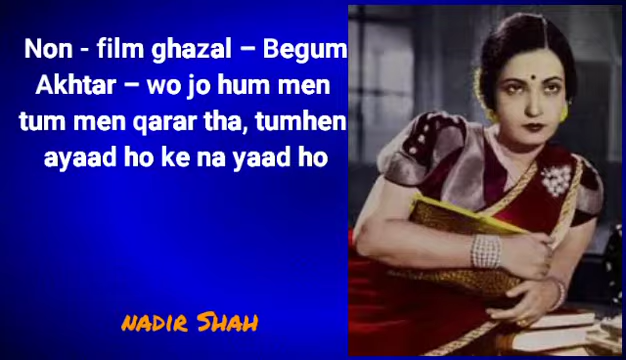 Non - film ghazal – Begum
Akhtar – wo jo hum men
tum men qarar tha, tumhen
ayaad ho ke na yaad ho
NADIR SHAH